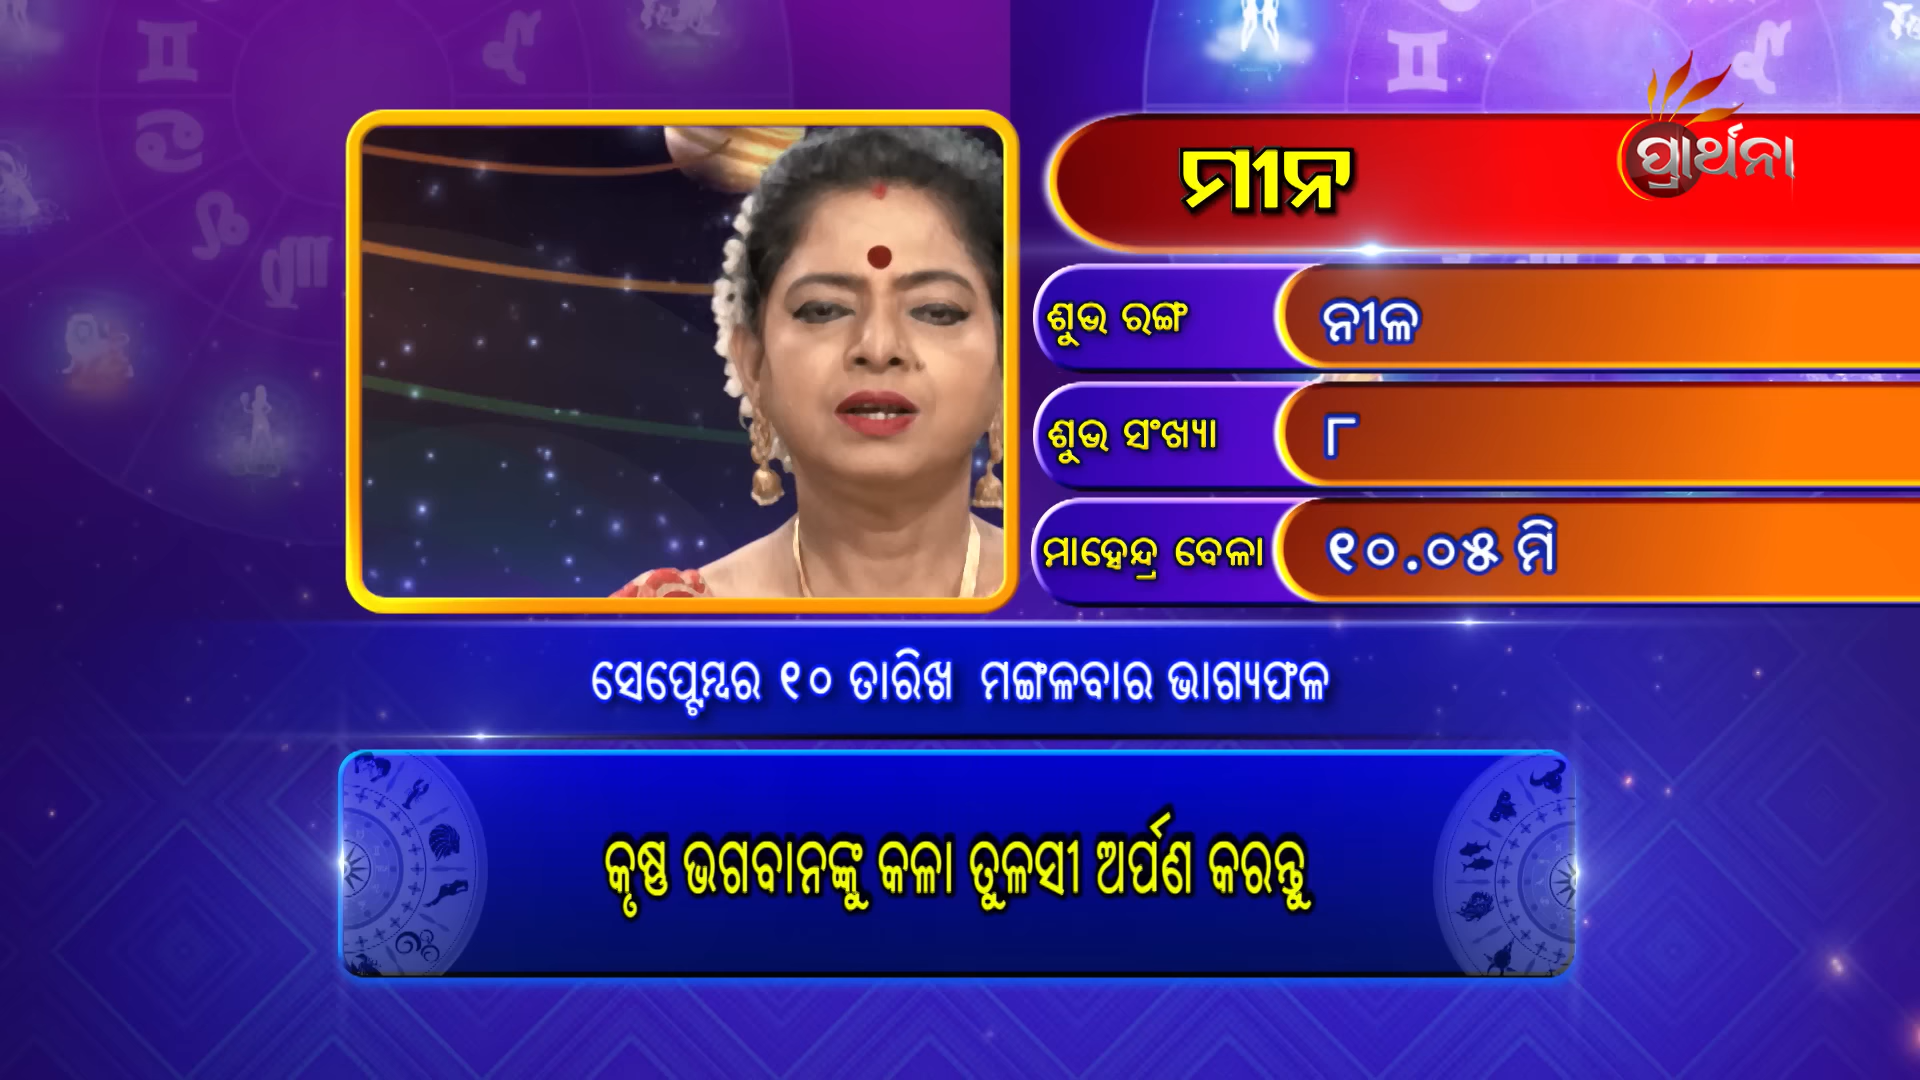 ମୀନ
ପ୍ରାର୍ଥନା
ଶୁଭ ରଙ୍ଗ ନୀଳ
ଶୁଭ ସଂଖ୍ୟା ୮
ମାହେନ୍ଦ୍ର ବେଳା ୧୦.୦୫ ମି
ସେପ୍ଟେମ୍ବର ୧୦ ତାରିଖ ମଙ୍ଗଳବାର ଭାଗ୍ୟଫଳ
କୃଷ୍ଣ ଭଗବାନଙ୍କୁ କଳା ତୁଳସୀ ଅର୍ପଣ କରନ୍ତୁ